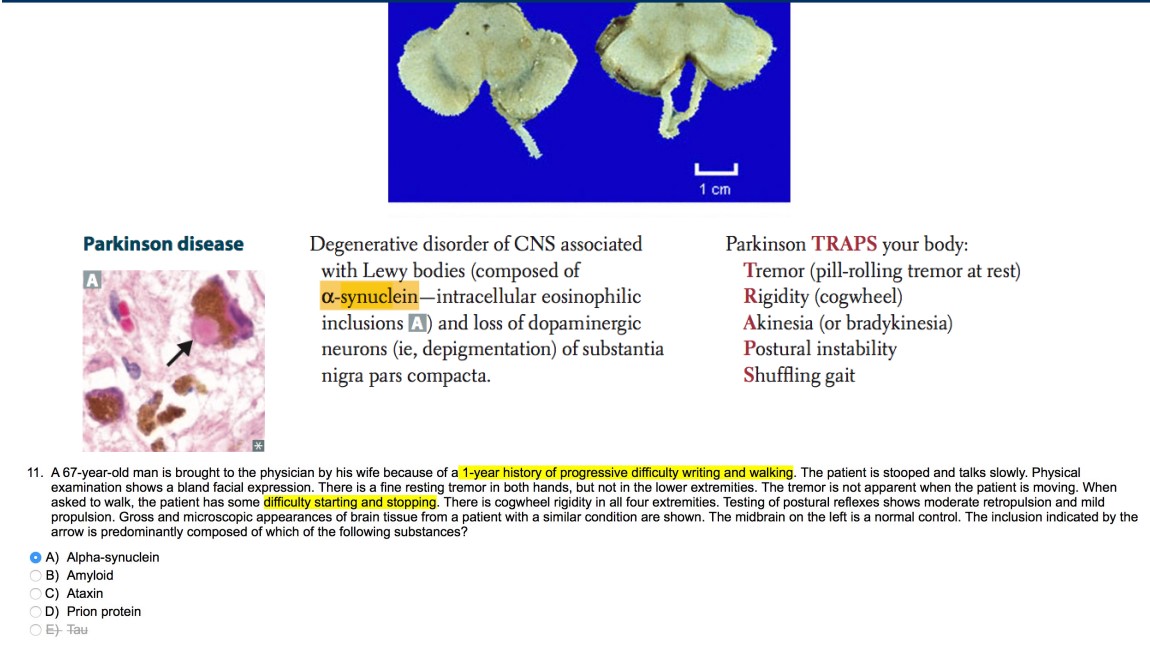 1 cm
Parkinson disease
A
Degenerative disorder of CNS associated
with Lewy bodies (composed of
α-synuclein—intracellular eosinophilic
inclusions A) and loss of dopaminergic
neurons (ie, depigmentation) of substantia
nigra pars compacta.
Parkinson TRAPS your body:
Tremor (pill-rolling tremor at rest)
Rigidity (cogwheel)
Akinesia (or bradykinesia)
Postural instability
Shuffling gait
11. A 67-year-old man is brought to the physician by his wife because of a 1-year history of progressive difficulty writing and walking. The patient is stooped and talks slowly. Physical
examination shows a bland facial expression. There is a fine resting tremor in both hands, but not in the lower extremities. The tremor is not apparent when the patient is moving. When
asked to walk, the patient has some difficulty starting and stopping. There is cogwheel rigidity in all four extremities. Testing of postural reflexes shows moderate retropulsion and mild
propulsion. Gross and microscopic appearances of brain tissue from a patient with a similar condition are shown. The midbrain on the left is a normal control. The inclusion indicated by the
arrow is predominantly composed of which of the following substances?
A) Alpha-synuclein
B) Amyloid
C) Ataxin
D) Prion protein
E) Tau